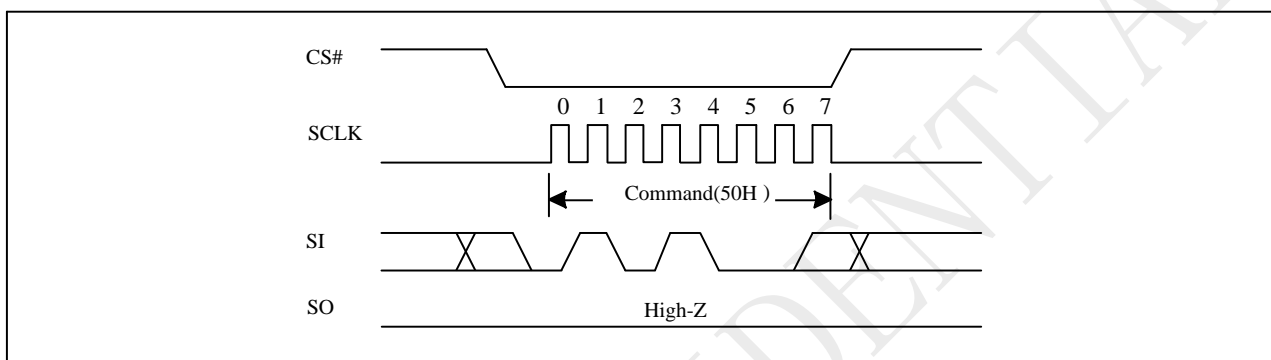 CS#
0 1 2 3 4 5 6 7
SCLK
Command(50H )
SI
SO
High-Z